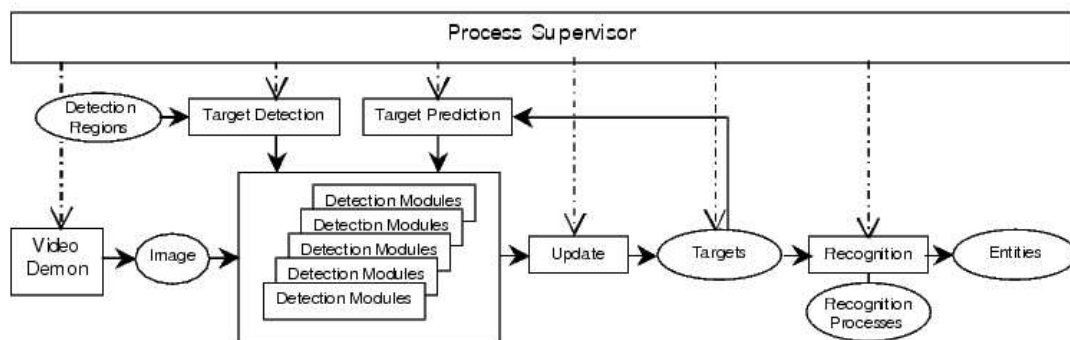 Process Supervisor
Detection
Regions
Target Detection
Target Prediction
Detection Modules
Detection Modules
Detection Modules
Detection Modules
Detection Modules
Video
Demon
Image
Update
Targets
Recognition
Entities
Recognition
Processes